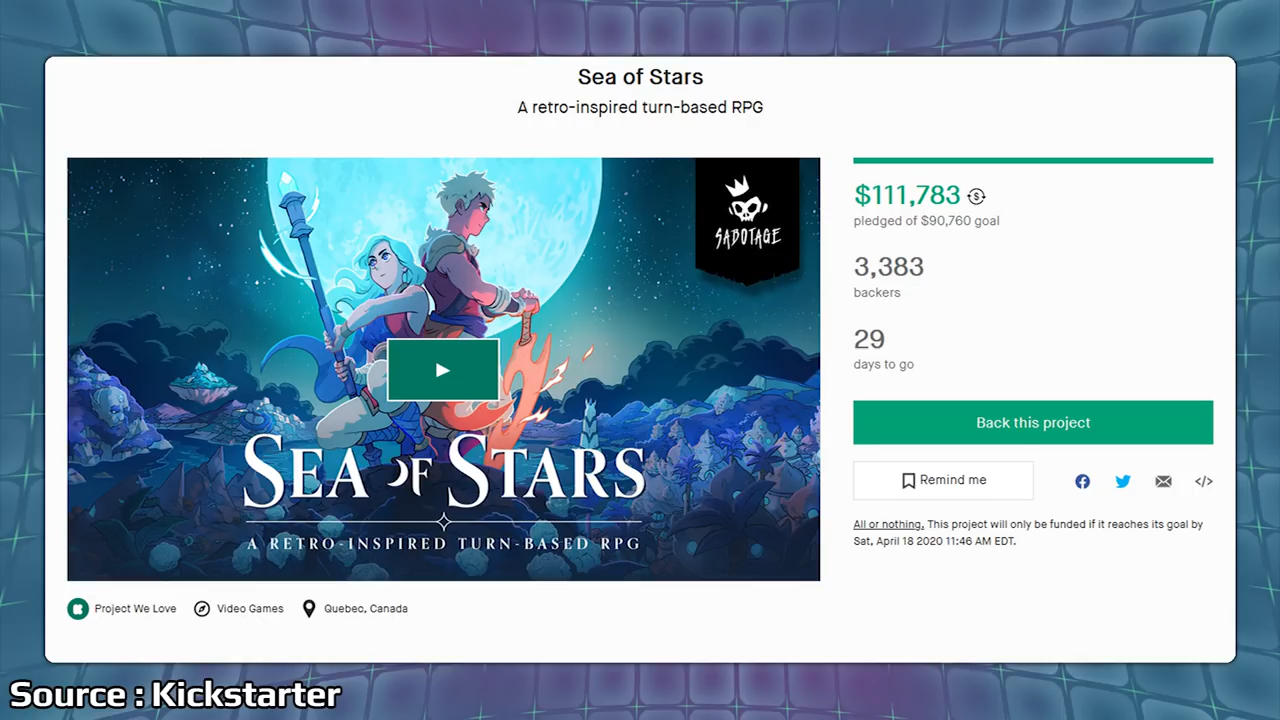 Sea of Stars
A retro-inspired turn-based RPG
SABOTAGE
SEA OF STARS
A RETRO-INSPIRED TURN-BASED RPG
$111,783
pledged of $90,760 goal
3,383
backers
29
days to go
Back this project
Remind me
All or nothing. This project will only be funded if it reaches its goal by
Sat, April 18 2020 11:46 AM EDT.
Project We Love
Video Games
Quebec, Canada
Source : Kickstarter